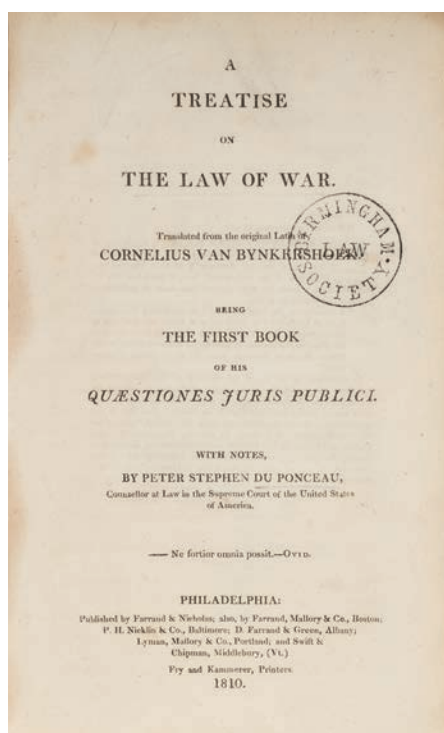 A
TREATISE
ON
THE LAW OF WAR.
Translated from the original Latin of
CORNELIUS VAN BYNKERSHOEK.
BIRMINGHAM LAW SOCIETY.
BEING
THE FIRST BOOK
OF HIS
QUÆSTIONES JURIS PUBLICI.
WITH NOTES,
BY PETER STEPHEN DU PONCEAU,
Counsellor at Law in the Supreme Court of the United States
of America.
—— Ne fortior omnia possit.—OVID.
PHILADELPHIA:
Published by Farrand & Nicholas; also, by Farrand, Mallory & Co., Boston;
P. H. Nicklin & Co., Baltimore; D. Farrand & Green, Albany;
Lyman, Mallory & Co., Portland; and Swift &
Chipman, Middlebury, (Vt.)
Fry and Kammerer, Printers.
1810.